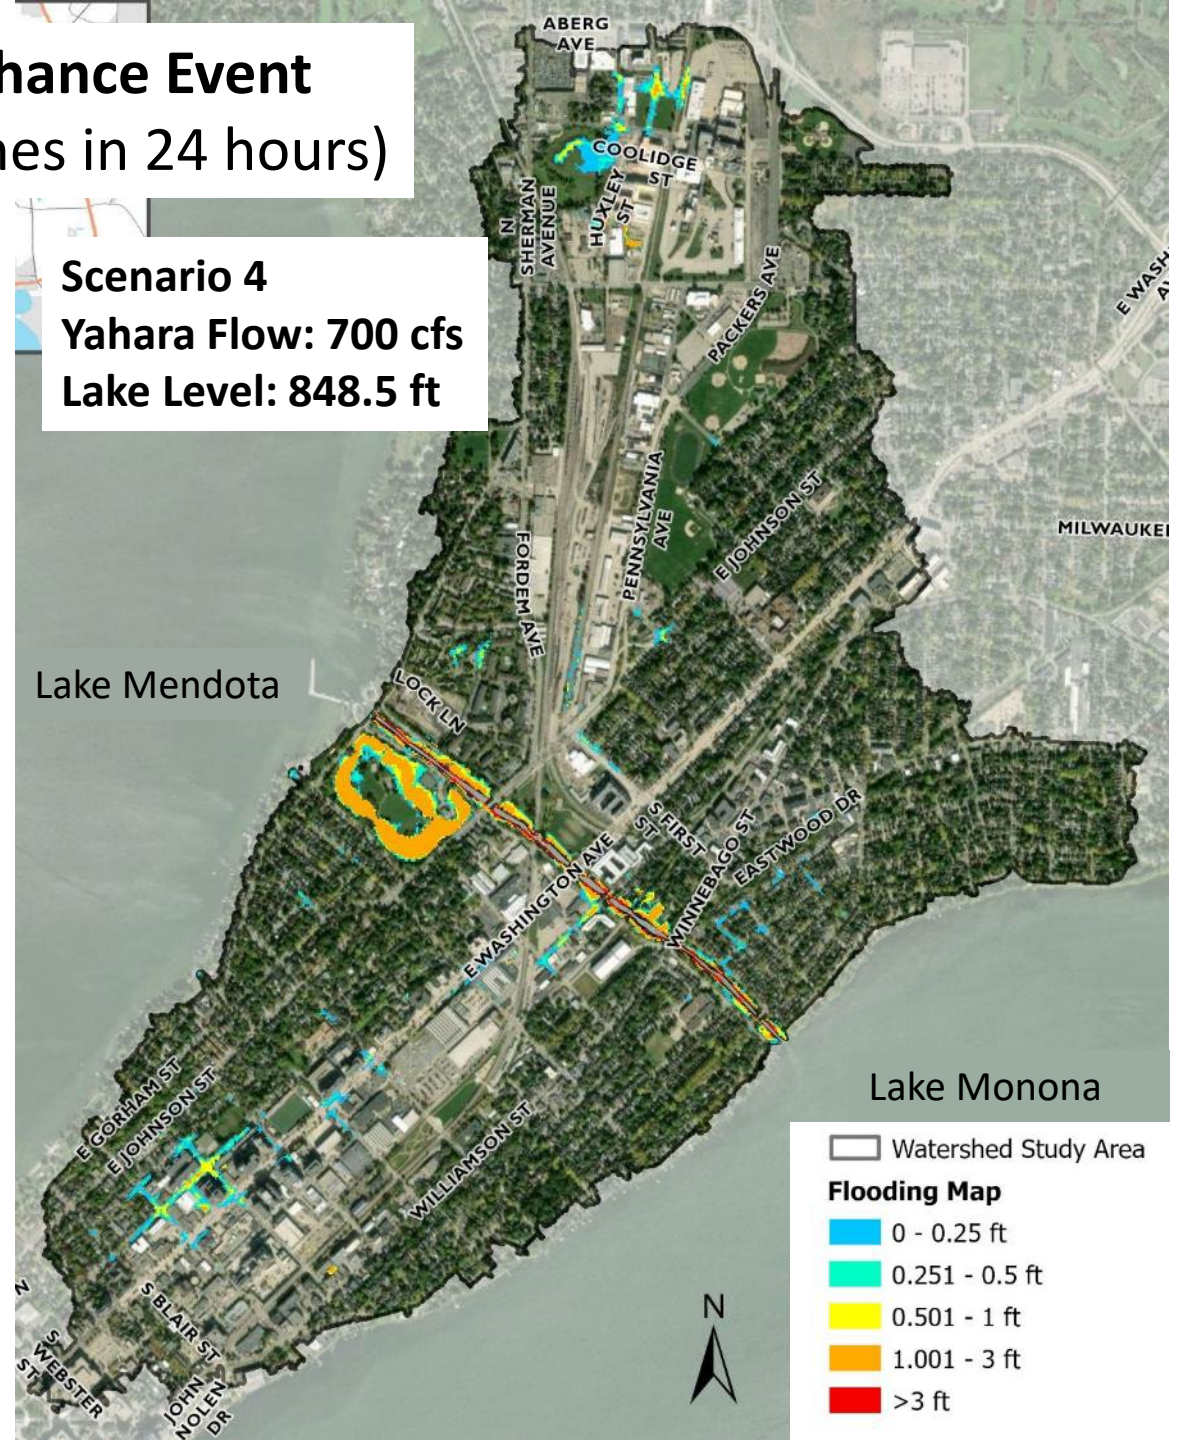 hance Event
hes in 24 hours)
Scenario 4
Yahara Flow: 700 cfs
Lake Level: 848.5 ft
ABERG
AVE
COOLIDGE
ST
HUXLEY
ST
N
SHERMAN
AVENUE
PACKERS AVE
E WASH
AV
PENNSYLVANIA
AVE
E JOHNSON ST
MILWAUKE
FORDEM AVE
Lake Mendota
LOCK LN
S FIRST
ST
WINNEBAGO ST
EASTWOOD DR
E WASHINGTON AVE
E GORHAM ST
E JOHNSON ST
WILLIAMSON ST
Lake Monona
S BLAIR ST
N
S
WEBSTER
ST
JOHN
NOLEN
DR
N
Watershed Study Area
Flooding Map
0 - 0.25 ft
0.251 - 0.5 ft
0.501 - 1 ft
1.001 - 3 ft
>3 ft